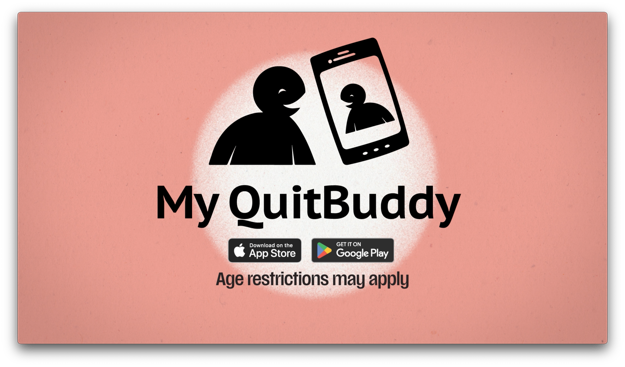 My QuitBuddy
Download on the
App Store
GET IT ON
Google Play
Age restrictions may apply